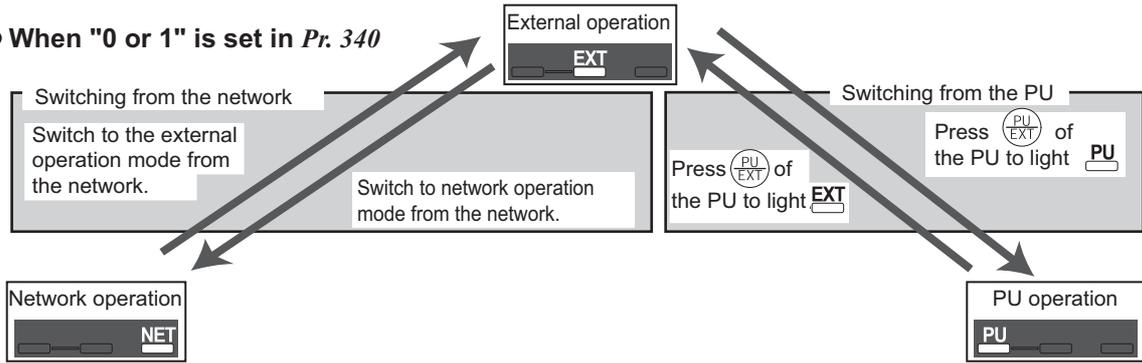 When "0 or 1" is set in Pr. 340
External operation
EXT
Switching from the network
Switch to the external
operation mode from
the network.
Switch to network operation
mode from the network.
Switching from the PU
Press PU/EXT of
the PU to light PU
Press PU/EXT of
the PU to light EXT
Network operation
NET
PU operation
PU